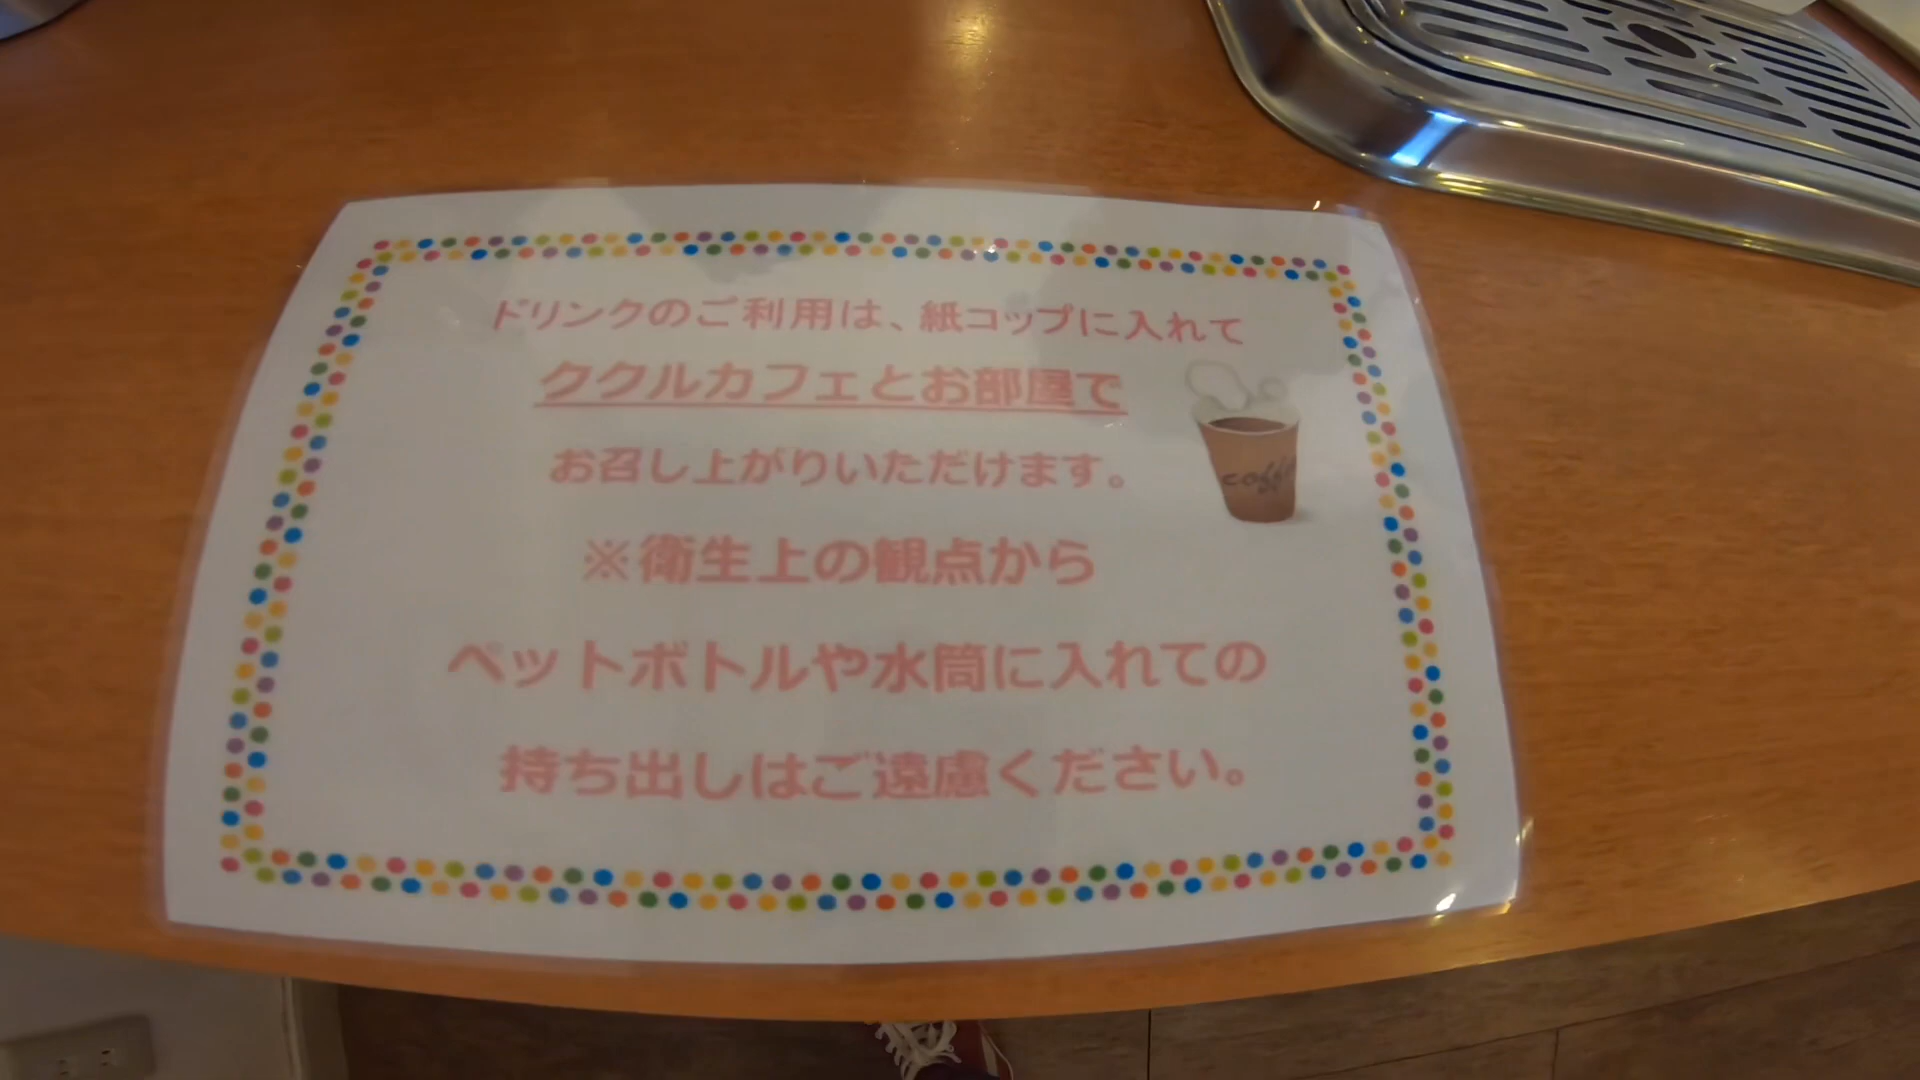 ドリンクのご利用は、紙コップに入れて
ククルカフェとお部屋で
お召し上がりいただけます。
coffe
※衛生上の観点から
ペットボトルや水筒に入れての
持ち出しはご遠慮ください。